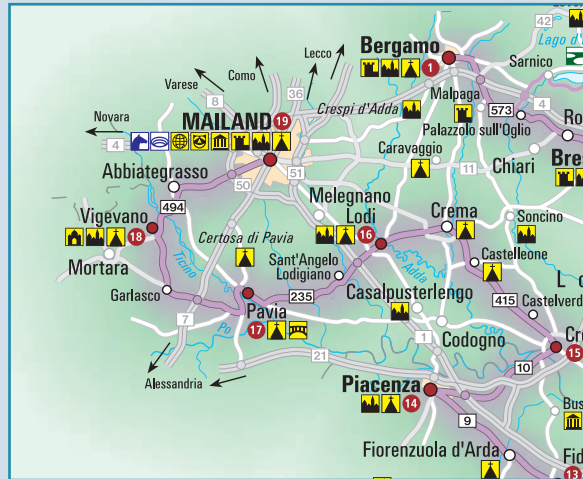 42
Lago d'I
Bergamo
1
Sarnico
Lecco
Como
Varese
36
8
Malpaga
Crespi d'Adda
573
4
Novara
MAILAND 19
4
Palazzolo sull'Oglio
Ro
Caravaggio
11
Chiari
Bre
Abbiategrasso
50
51
494
Melegnano
Vigevano
18
Lodi
16
Crema
Soncino
Certosa di Pavia
Mortara
Ticino
Sant'Angelo
Lodigiano
Adda
Castelleone
L o
Garlasco
235
Casalpusterlengo
415
Castelverd
Pavia
17
7
Po
1
Codogno
Cre
15
21
10
Alessandria
Piacenza
14
9
Bus
Fiorenzuola d'Arda
Fid
13